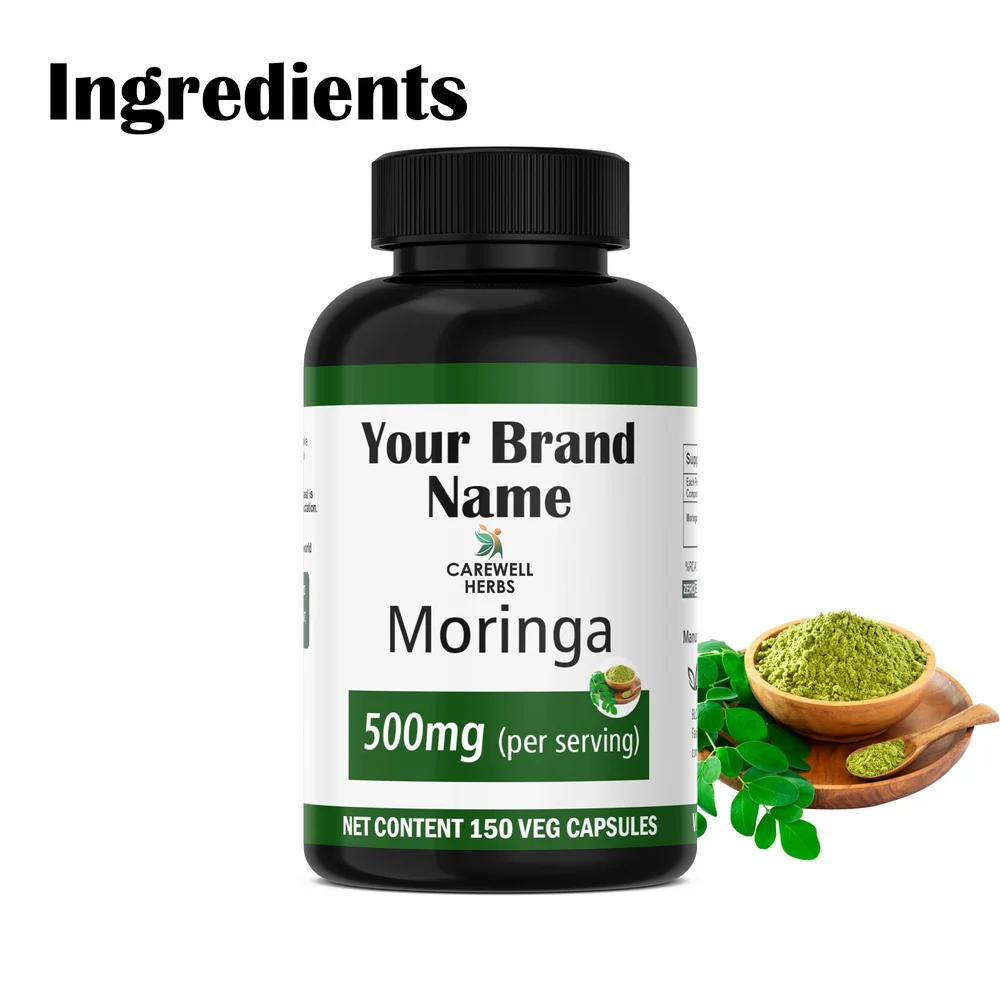 Ingredients
Your Brand
Name
CAREWELL
HERBS
Moringa
500mg (per serving)
NET CONTENT 150 VEG CAPSULES